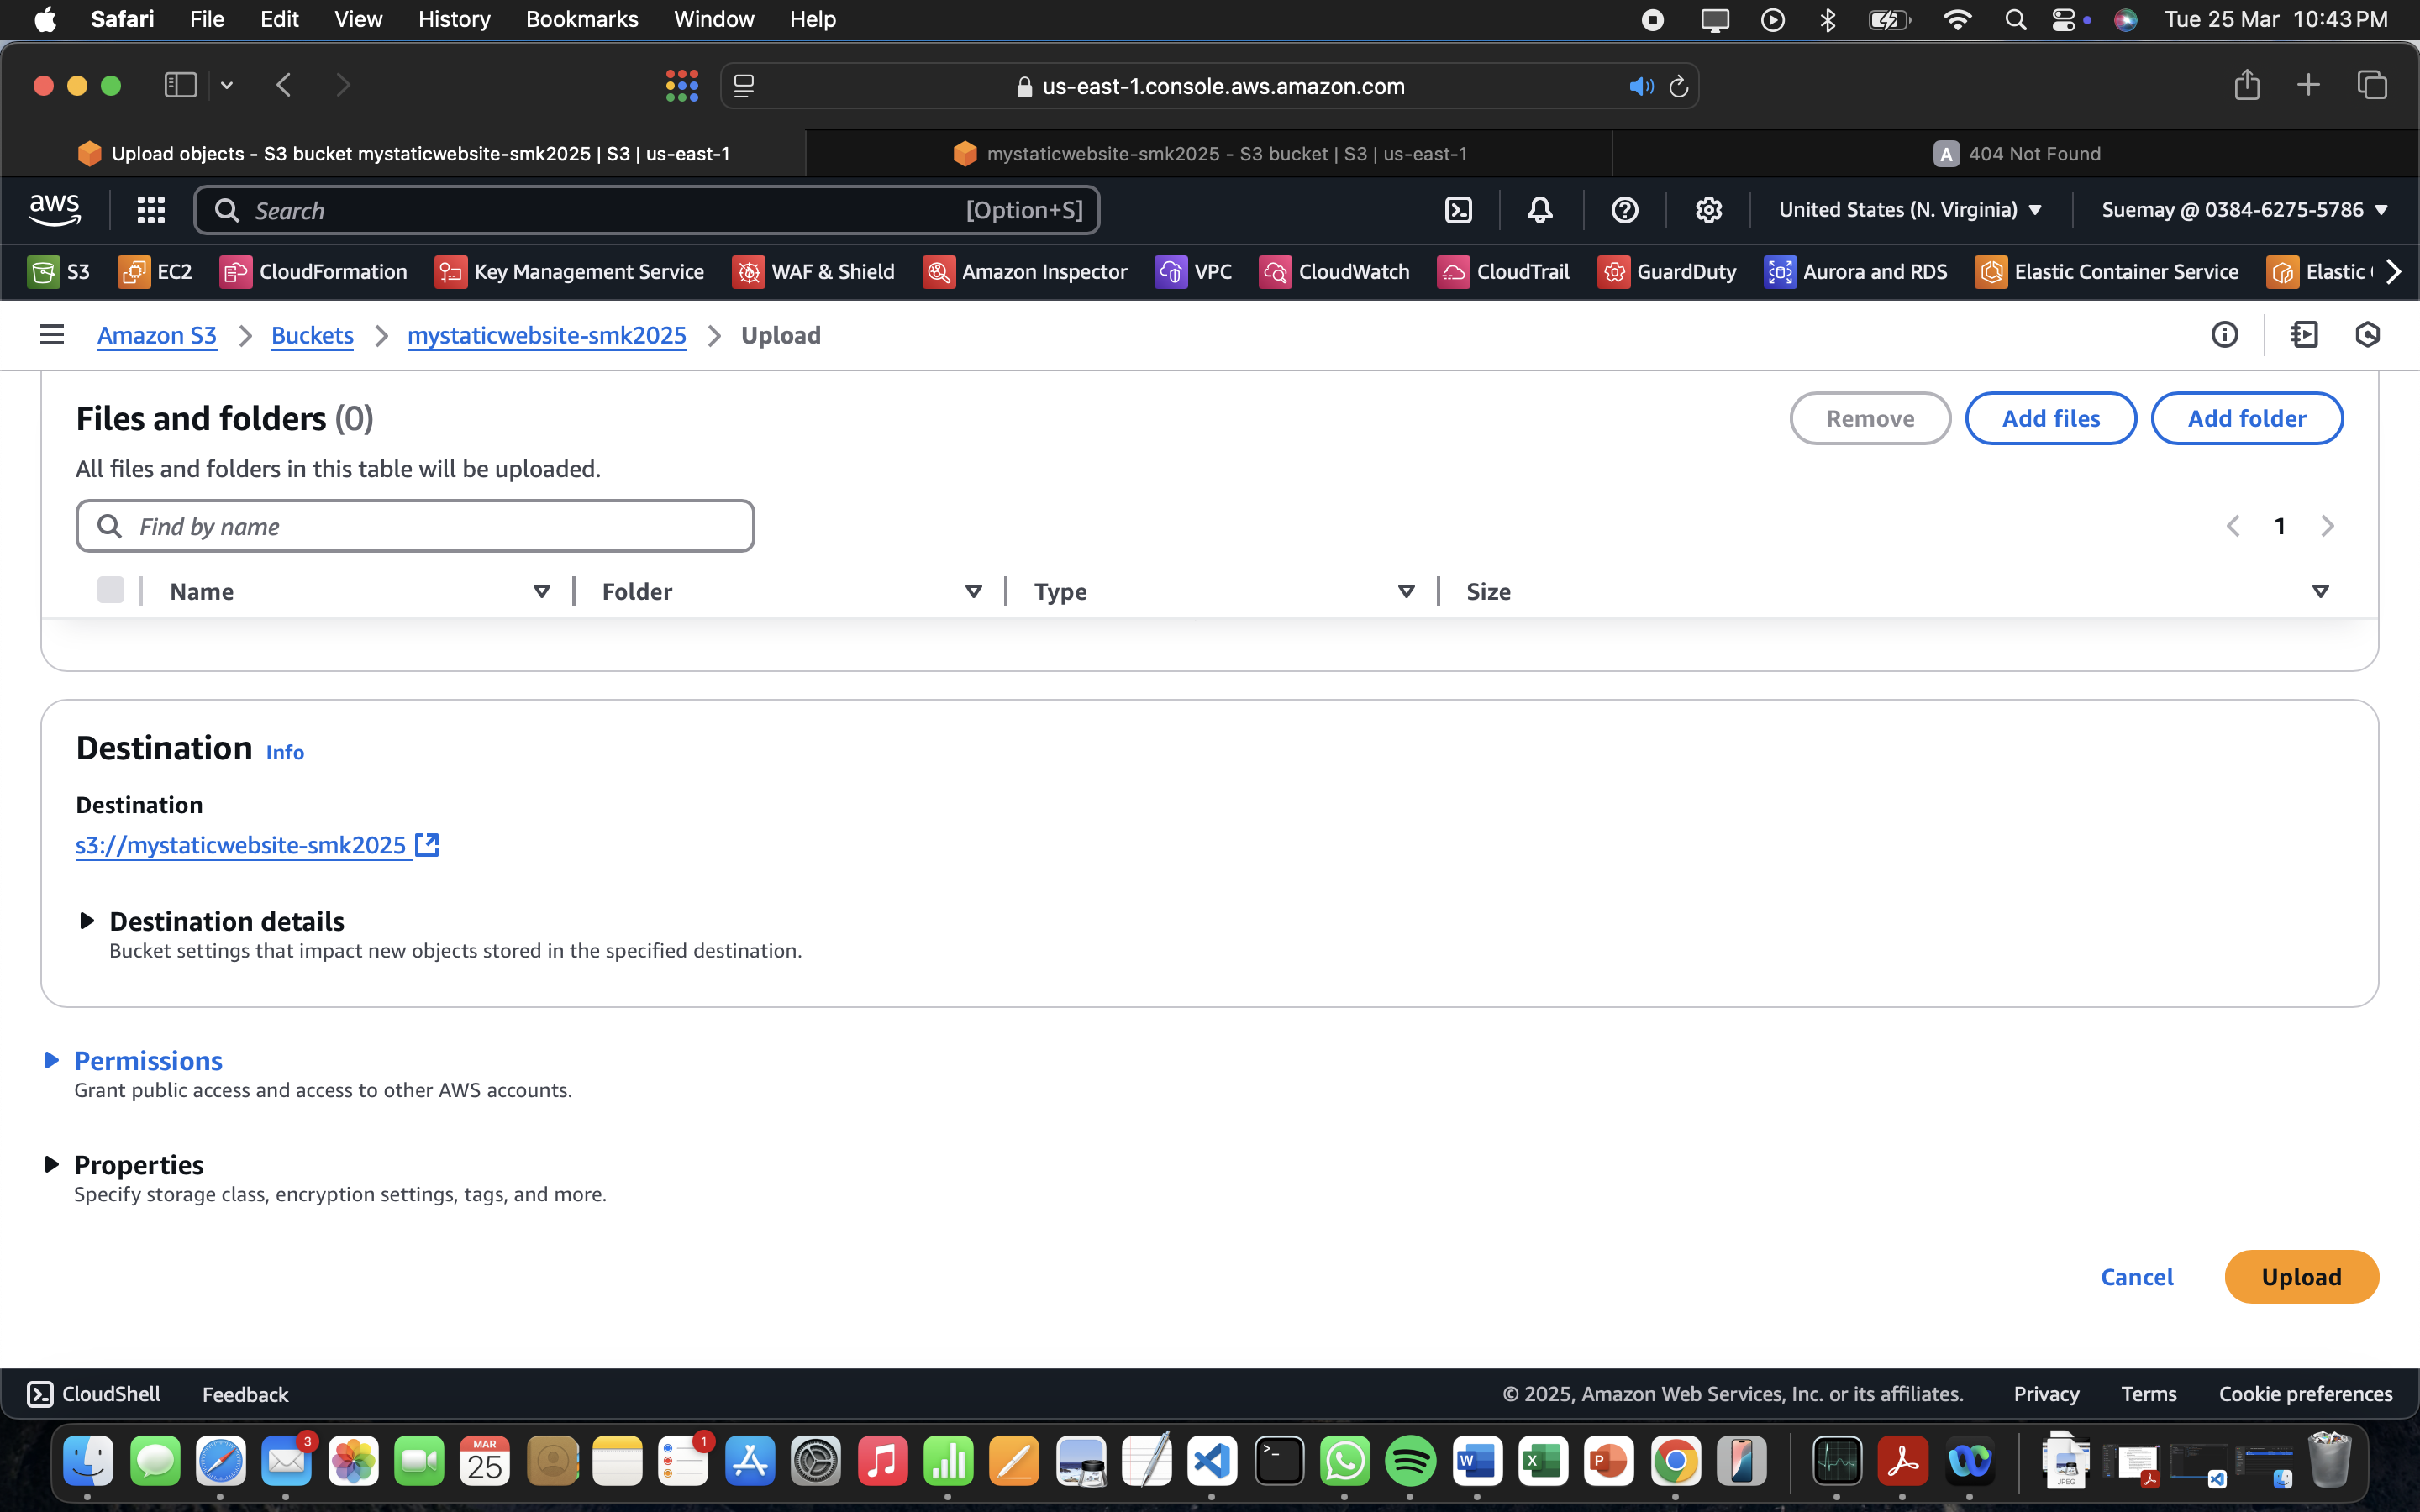 Safari File Edit View History Bookmarks Window Help Tue 25 Mar 10:43 PM
us-east-1.console.aws.amazon.com
Upload objects - S3 bucket mystaticwebsite-smk2025 | S3 | us-east-1
mystaticwebsite-smk2025 - S3 bucket | S3 | us-east-1
A 404 Not Found
aws Search [Option+S] United States (N. Virginia) Suemay @ 0384-6275-5786
S3 EC2 CloudFormation Key Management Service WAF & Shield Amazon Inspector VPC CloudWatch CloudTrail GuardDuty Aurora and RDS Elastic Container Service Elastic
Amazon S3 Buckets mystaticwebsite-smk2025 Upload
Files and folders (0)
Remove Add files Add folder
All files and folders in this table will be uploaded.
Find by name
1
Name Folder Type Size
Destination Info
Destination
s3://mystaticwebsite-smk2025
Destination details
Bucket settings that impact new objects stored in the specified destination.
Permissions
Grant public access and access to other AWS accounts.
Properties
Specify storage class, encryption settings, tags, and more.
Cancel Upload
CloudShell Feedback © 2025, Amazon Web Services, Inc. or its affiliates. Privacy Terms Cookie preferences
3
MAR
25
1
W
X
P
JPEG